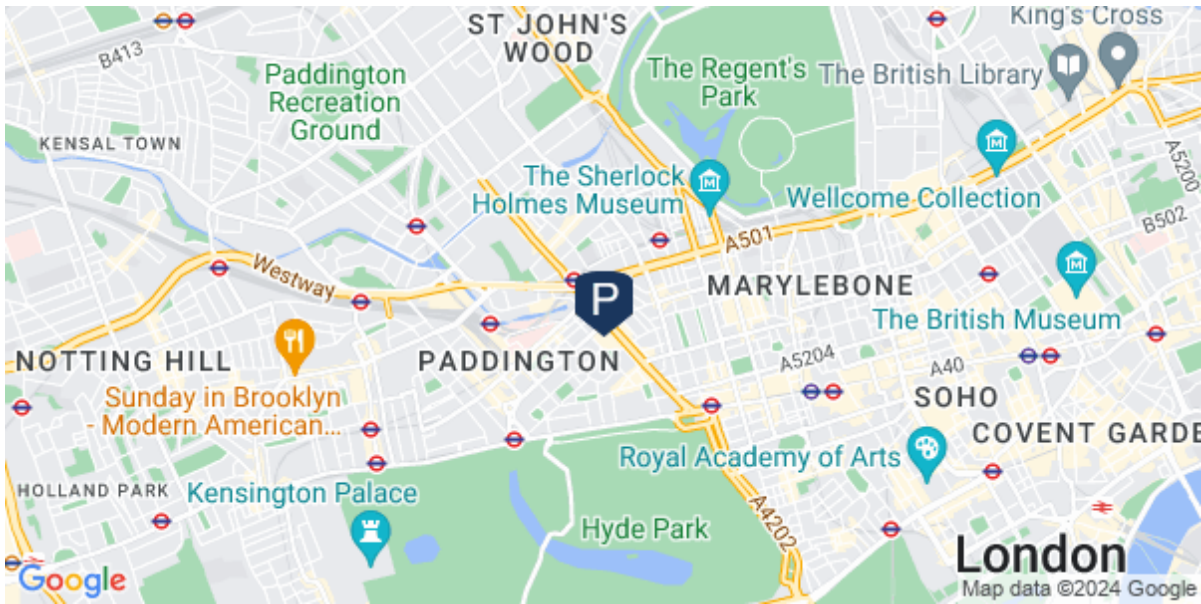 King's Cross
ST JOHN'S
WOOD
B413
Paddington
Recreation
Ground
The Regent's
Park
The British Library
KENSAL TOWN
A5200
The Sherlock
Holmes Museum
Wellcome Collection
B502
A501
Westway
MARYLEBONE
P
The British Museum
NOTTING HILL
PADDINGTON
A5204
A40
Sunday in Brooklyn
- Modern American...
SOHO
COVENT GARDE
Royal Academy of Arts
HOLLAND PARK
Kensington Palace
Hyde Park
A4202
London
Google
Map data ©2024 Google